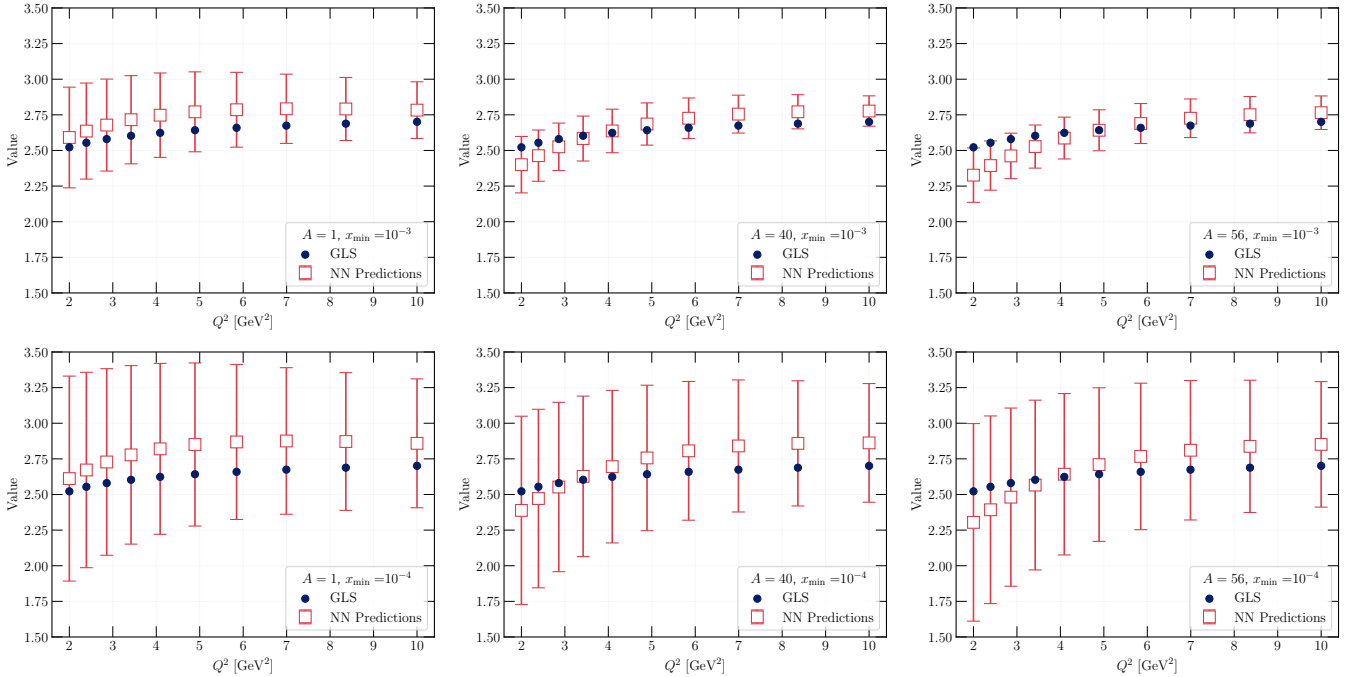 3.50
3.25
3.00
2.75
2.50
2.25
2.00
1.75
1.50
Value
2 3 4 5 6 7 8 9 10
Q² [GeV²]
A = 1, x_min =10⁻³
GLS
NN Predictions
3.50
3.25
3.00
2.75
2.50
2.25
2.00
1.75
1.50
Value
2 3 4 5 6 7 8 9 10
Q² [GeV²]
A = 40, x_min =10⁻³
GLS
NN Predictions
3.50
3.25
3.00
2.75
2.50
2.25
2.00
1.75
1.50
Value
2 3 4 5 6 7 8 9 10
Q² [GeV²]
A = 56, x_min =10⁻³
GLS
NN Predictions
3.50
3.25
3.00
2.75
2.50
2.25
2.00
1.75
1.50
Value
2 3 4 5 6 7 8 9 10
Q² [GeV²]
A = 1, x_min =10⁻⁴
GLS
NN Predictions
3.50
3.25
3.00
2.75
2.50
2.25
2.00
1.75
1.50
Value
2 3 4 5 6 7 8 9 10
Q² [GeV²]
A = 40, x_min =10⁻⁴
GLS
NN Predictions
3.50
3.25
3.00
2.75
2.50
2.25
2.00
1.75
1.50
Value
2 3 4 5 6 7 8 9 10
Q² [GeV²]
A = 56, x_min =10⁻⁴
GLS
NN Predictions